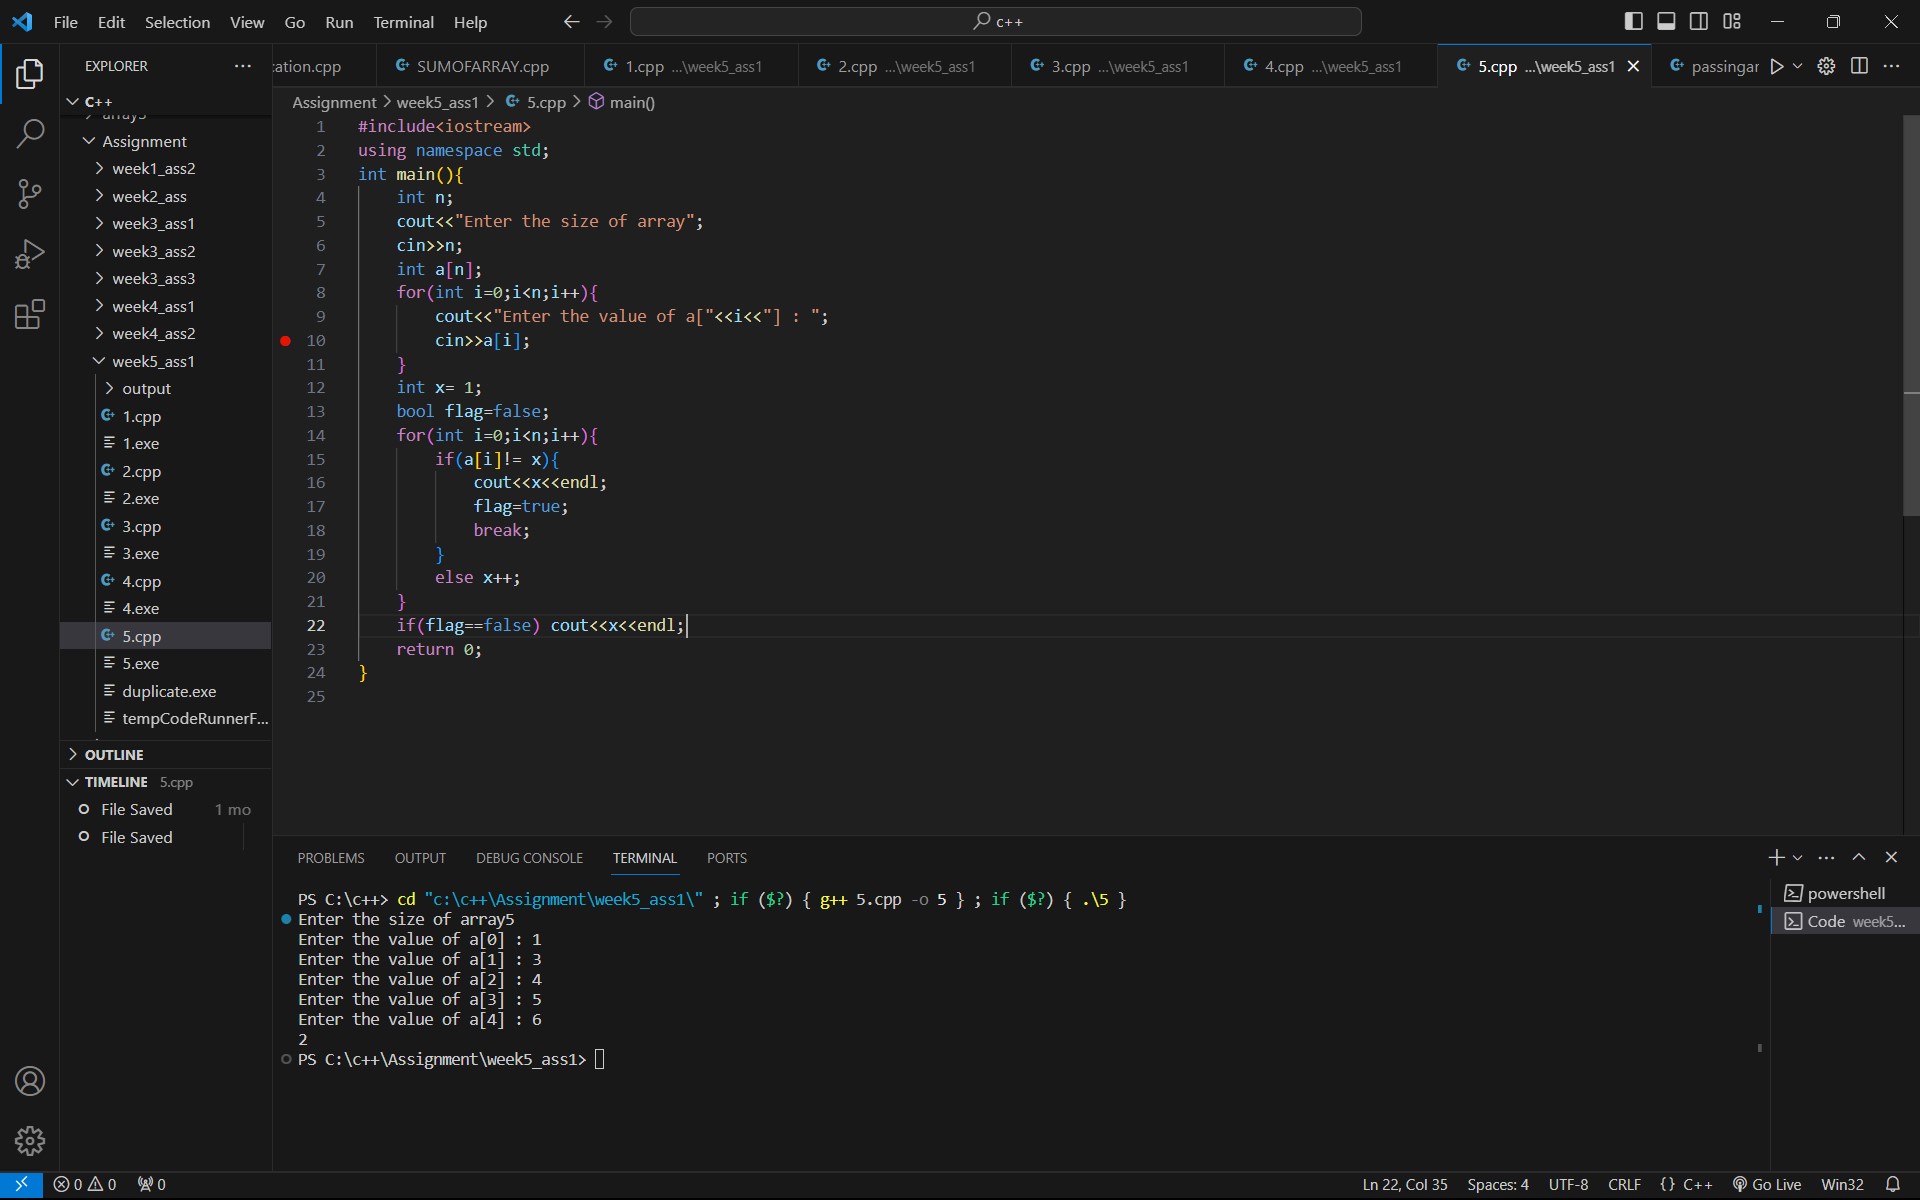 File Edit Selection View Go Run Terminal Help
c++
EXPLORER
ation.cpp
SUMOFARRAY.cpp
1.cpp ...\week5_ass1
2.cpp ...\week5_ass1
3.cpp ...\week5_ass1
4.cpp ...\week5_ass1
5.cpp ...\week5_ass1
passingar
C++
Assignment
week1_ass2
week2_ass
week3_ass1
week3_ass2
week3_ass3
week4_ass1
week4_ass2
week5_ass1
output
1.cpp
1.exe
2.cpp
2.exe
3.cpp
3.exe
4.cpp
4.exe
5.cpp
5.exe
duplicate.exe
tempCodeRunnerF...
OUTLINE
TIMELINE 5.cpp
File Saved 1 mo
File Saved
Assignment > week5_ass1 > 5.cpp > main()
1 #include<iostream>
2 using namespace std;
3 int main(){
4 int n;
5 cout<<"Enter the size of array";
6 cin>>n;
7 int a[n];
8 for(int i=0;i<n;i++){
9 cout<<"Enter the value of a["<<i<<"] : ";
10 cin>>a[i];
11 }
12 int x= 1;
13 bool flag=false;
14 for(int i=0;i<n;i++){
15 if(a[i]!= x){
16 cout<<x<<endl;
17 flag=true;
18 break;
19 }
20 else x++;
21 }
22 if(flag==false) cout<<x<<endl;
23 return 0;
24 }
25
PROBLEMS OUTPUT DEBUG CONSOLE TERMINAL PORTS
PS C:\c++> cd "c:\c++\Assignment\week5_ass1\" ; if ($?) { g++ 5.cpp -o 5 } ; if ($?) { .\5 }
Enter the size of array5
Enter the value of a[0] : 1
Enter the value of a[1] : 3
Enter the value of a[2] : 4
Enter the value of a[3] : 5
Enter the value of a[4] : 6
2
PS C:\c++\Assignment\week5_ass1>
powershell
Code week5...
0 0 0
Ln 22, Col 35 Spaces: 4 UTF-8 CRLF {} C++ Go Live Win32